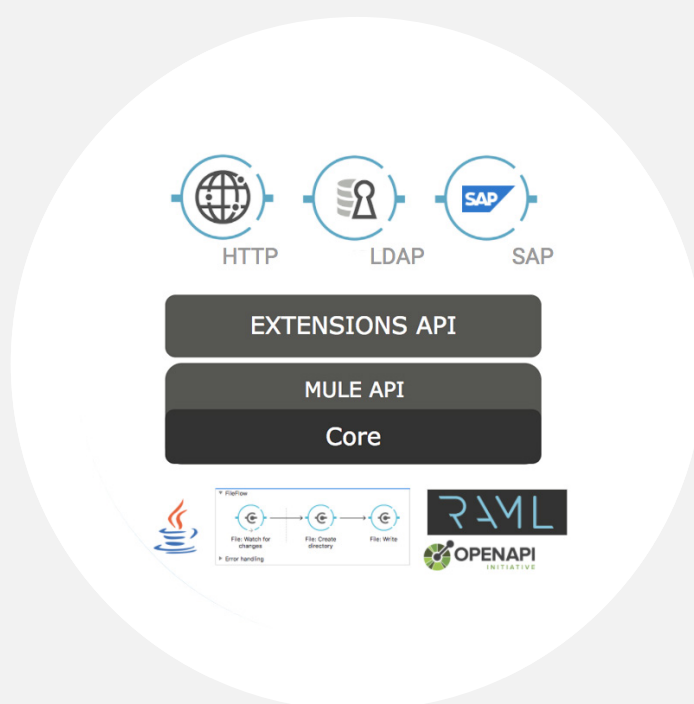 HTTP LDAP SAP
SAP
EXTENSIONS API
MULE API
Core
FileFlow
File: Watch for changes
File: Create directory
File: Write
Error handling
RAML
OPENAPI
INITIATIVE